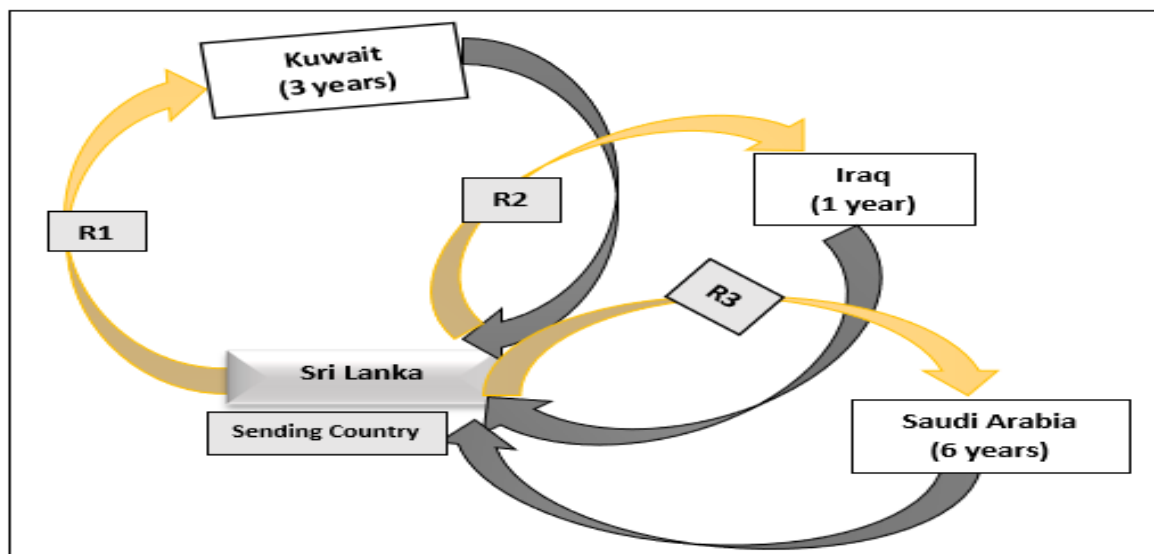 Kuwait
(3 years)
R1
R2
Iraq
(1 year)
R3
Sri Lanka
Sending Country
Saudi Arabia
(6 years)